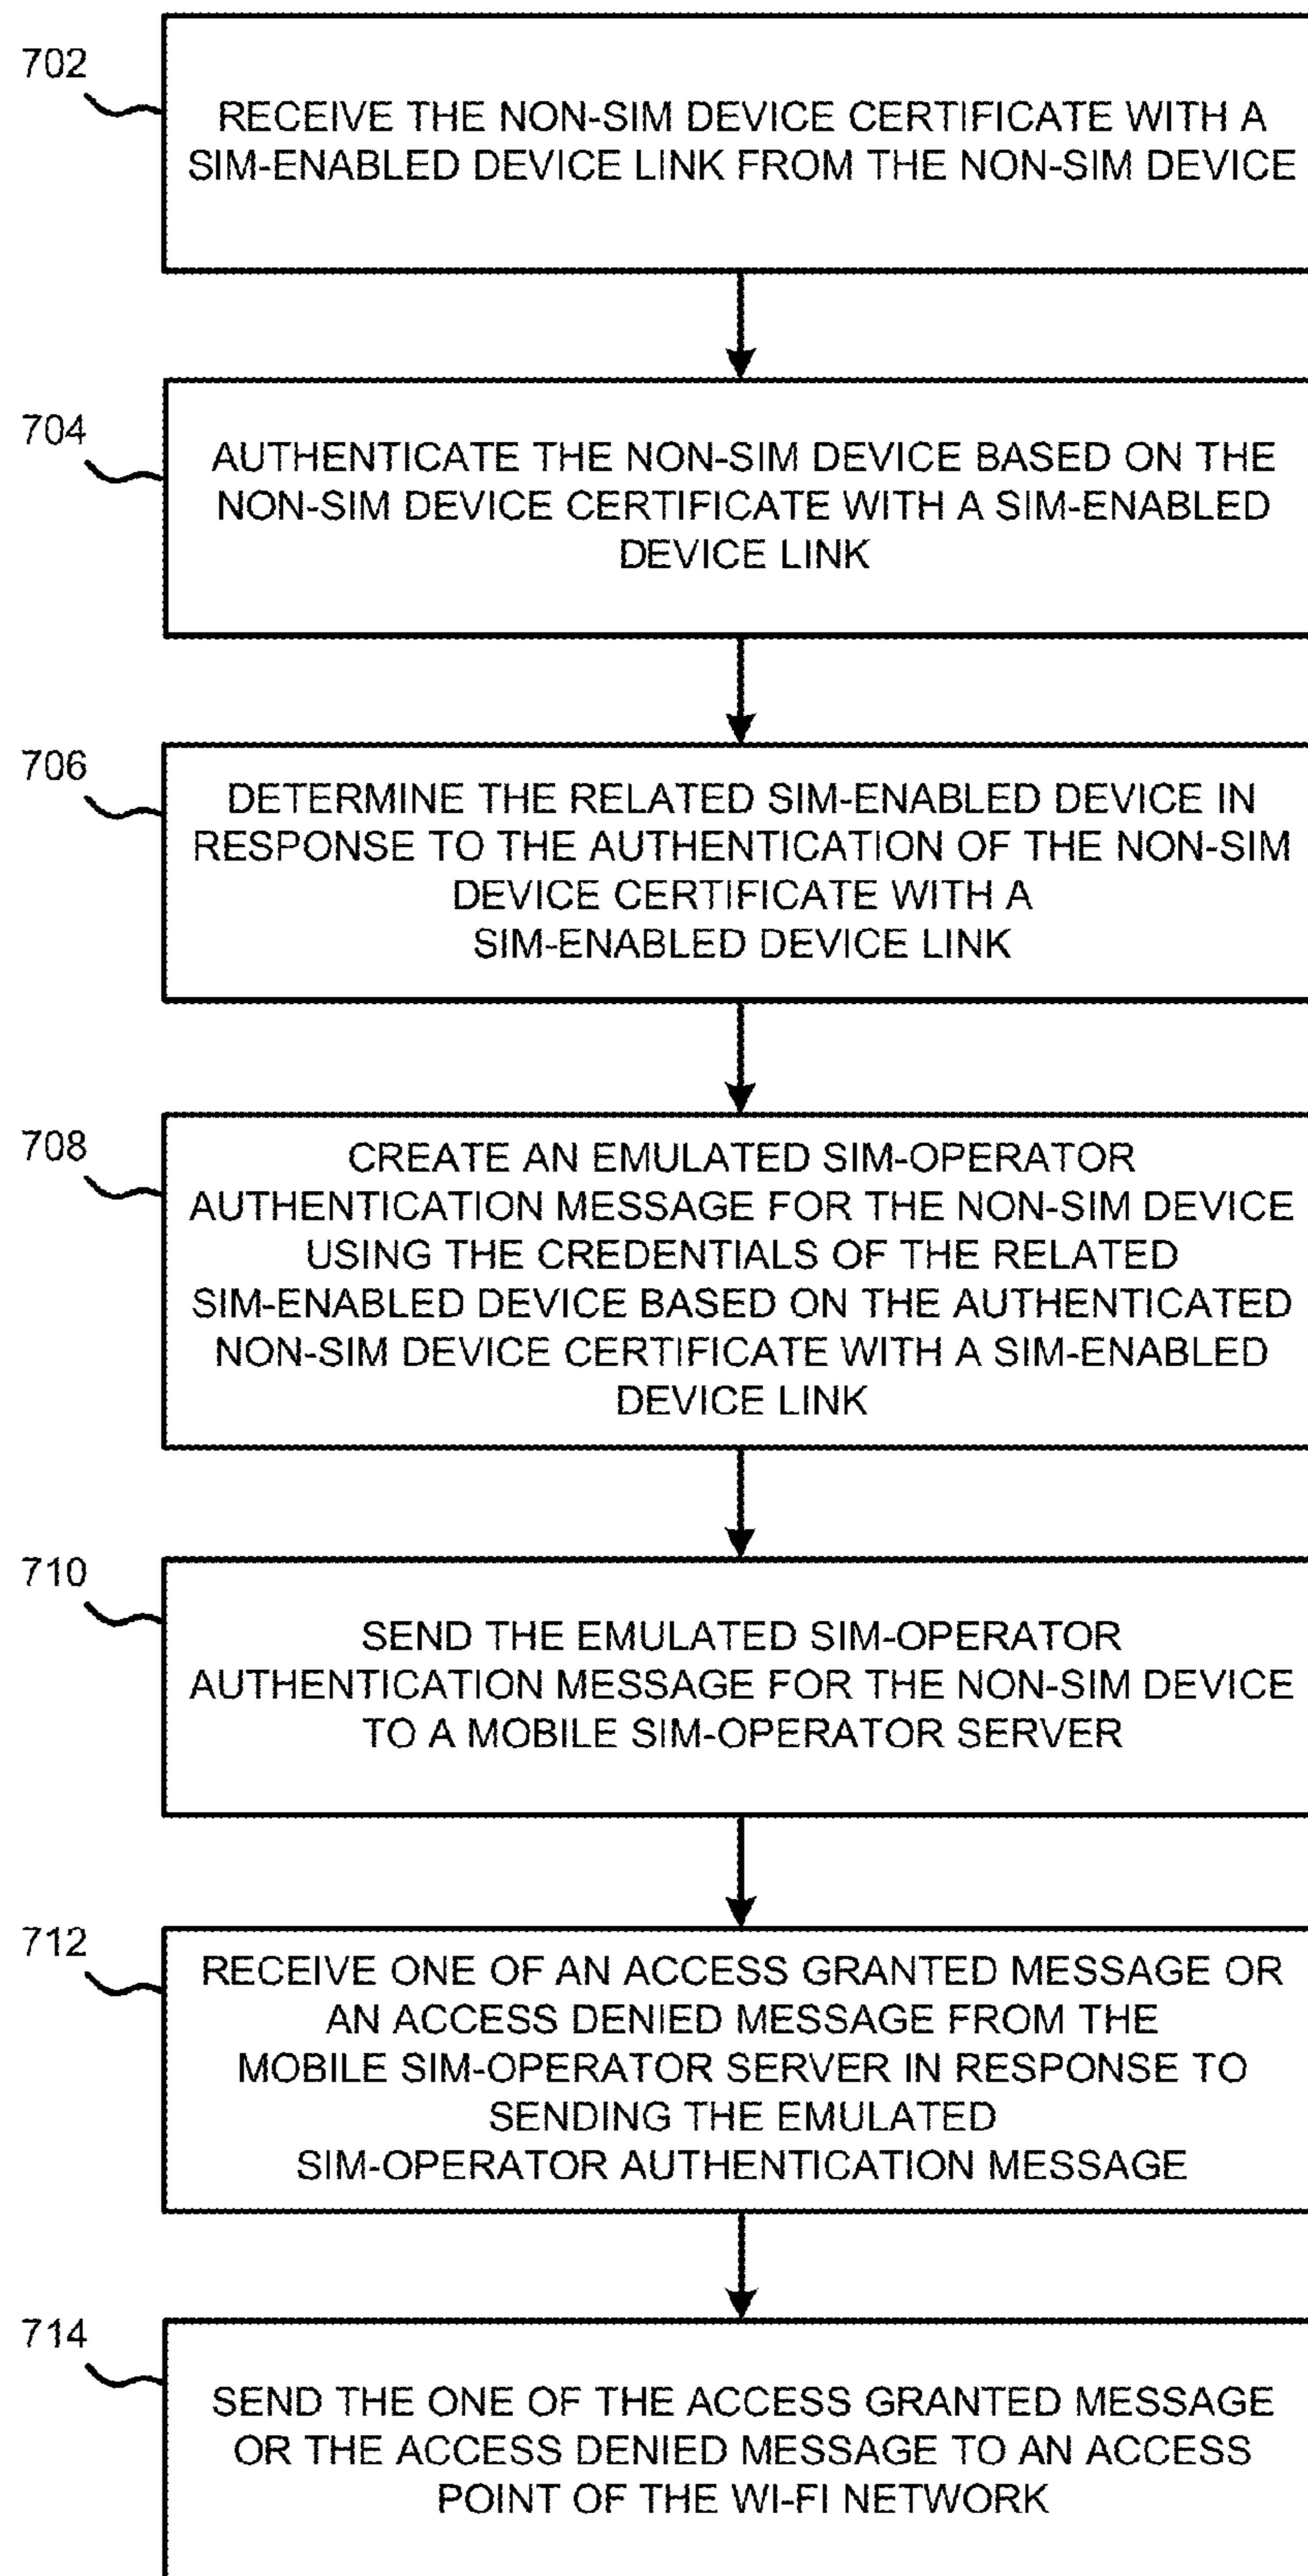 702
RECEIVE THE NON-SIM DEVICE CERTIFICATE WITH A
SIM-ENABLED DEVICE LINK FROM THE NON-SIM DEVICE
704
AUTHENTICATE THE NON-SIM DEVICE BASED ON THE
NON-SIM DEVICE CERTIFICATE WITH A SIM-ENABLED
DEVICE LINK
706
DETERMINE THE RELATED SIM-ENABLED DEVICE IN
RESPONSE TO THE AUTHENTICATION OF THE NON-SIM
DEVICE CERTIFICATE WITH A
SIM-ENABLED DEVICE LINK
708
CREATE AN EMULATED SIM-OPERATOR
AUTHENTICATION MESSAGE FOR THE NON-SIM DEVICE
USING THE CREDENTIALS OF THE RELATED
SIM-ENABLED DEVICE BASED ON THE AUTHENTICATED
NON-SIM DEVICE CERTIFICATE WITH A SIM-ENABLED
DEVICE LINK
710
SEND THE EMULATED SIM-OPERATOR
AUTHENTICATION MESSAGE FOR THE NON-SIM DEVICE
TO A MOBILE SIM-OPERATOR SERVER
712
RECEIVE ONE OF AN ACCESS GRANTED MESSAGE OR
AN ACCESS DENIED MESSAGE FROM THE
MOBILE SIM-OPERATOR SERVER IN RESPONSE TO
SENDING THE EMULATED
SIM-OPERATOR AUTHENTICATION MESSAGE
714
SEND THE ONE OF THE ACCESS GRANTED MESSAGE
OR THE ACCESS DENIED MESSAGE TO AN ACCESS
POINT OF THE WI-FI NETWORK